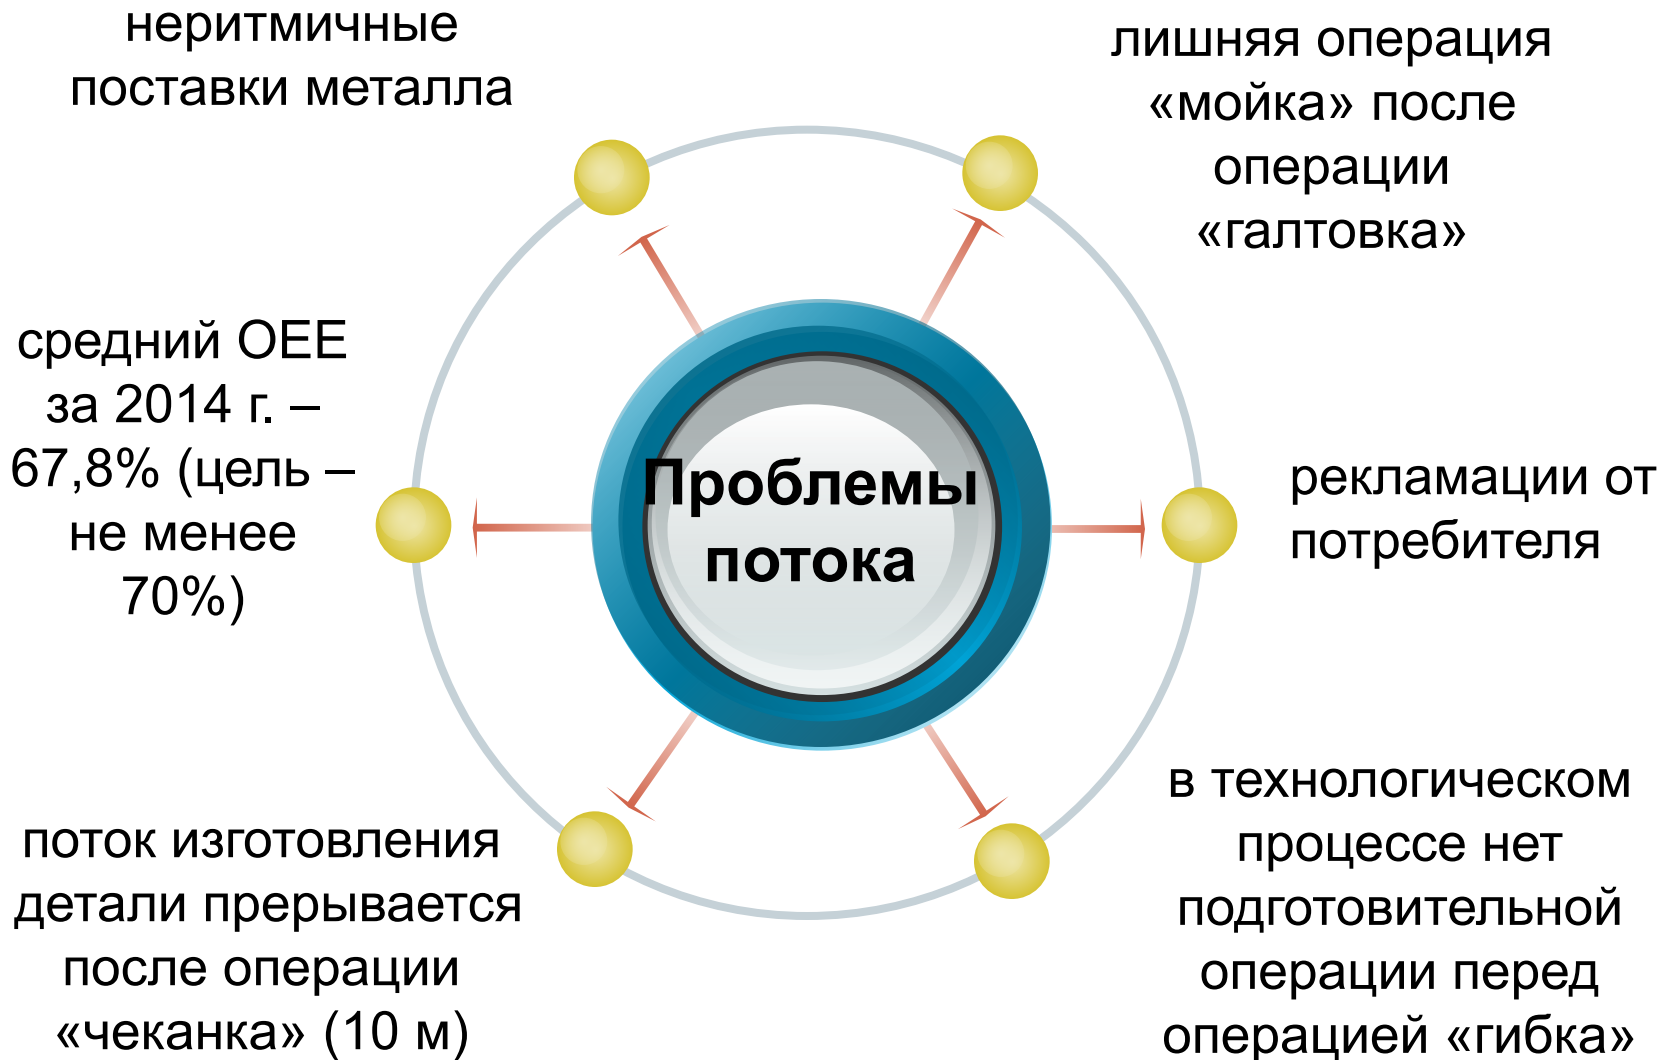 неритмичные
поставки металла
лишняя операция
«мойка» после
операции
«галтовка»
средний OEE
за 2014 г. –
67,8% (цель –
не менее
70%)
Проблемы
потока
рекламации от
потребителя
поток изготовления
детали прерывается
после операции
«чеканка» (10 м)
в технологическом
процессе нет
подготовительной
операции перед
операцией «гибка»